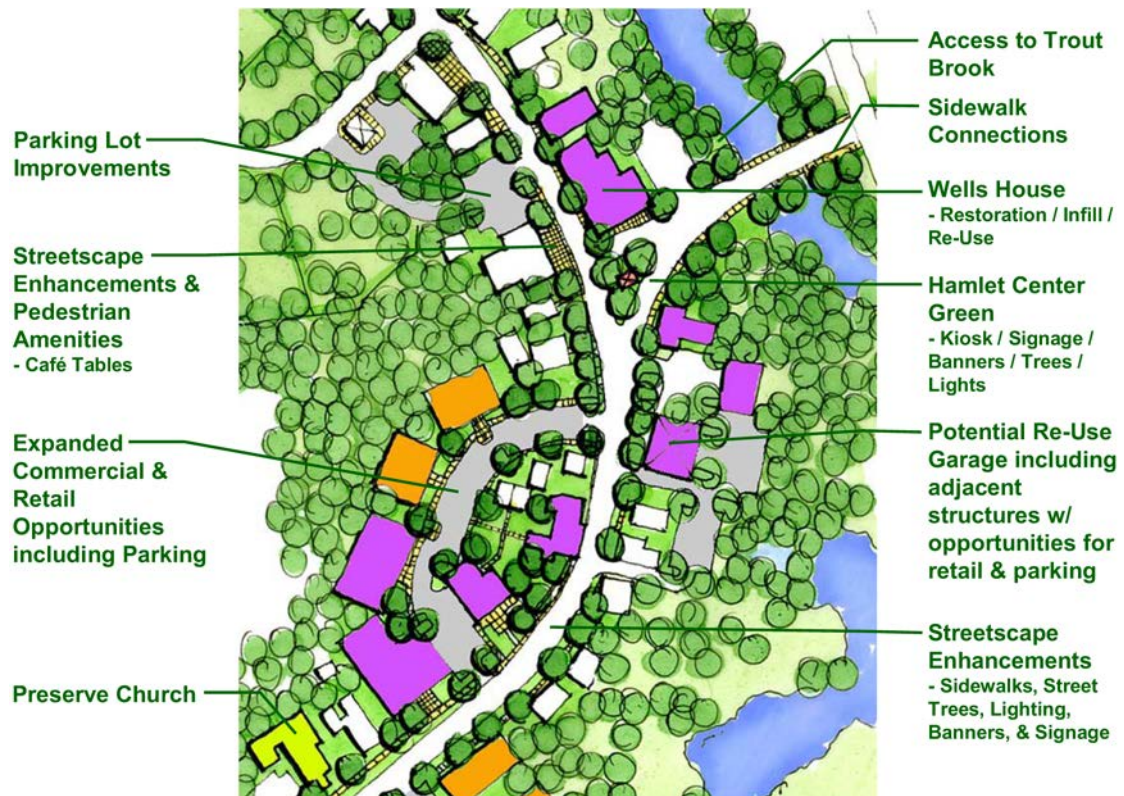 Parking Lot
Improvements
Streetscape
Enhancements &
Pedestrian
Amenities
- Café Tables
Expanded
Commercial &
Retail
Opportunities
including Parking
Preserve Church
Access to Trout
Brook
Sidewalk
Connections
Wells House
- Restoration / Infill /
Re-Use
Hamlet Center
Green
- Kiosk / Signage /
Banners / Trees /
Lights
Potential Re-Use
Garage including
adjacent
structures w/
opportunities for
retail & parking
Streetscape
Enhancements
- Sidewalks, Street
Trees, Lighting,
Banners, & Signage